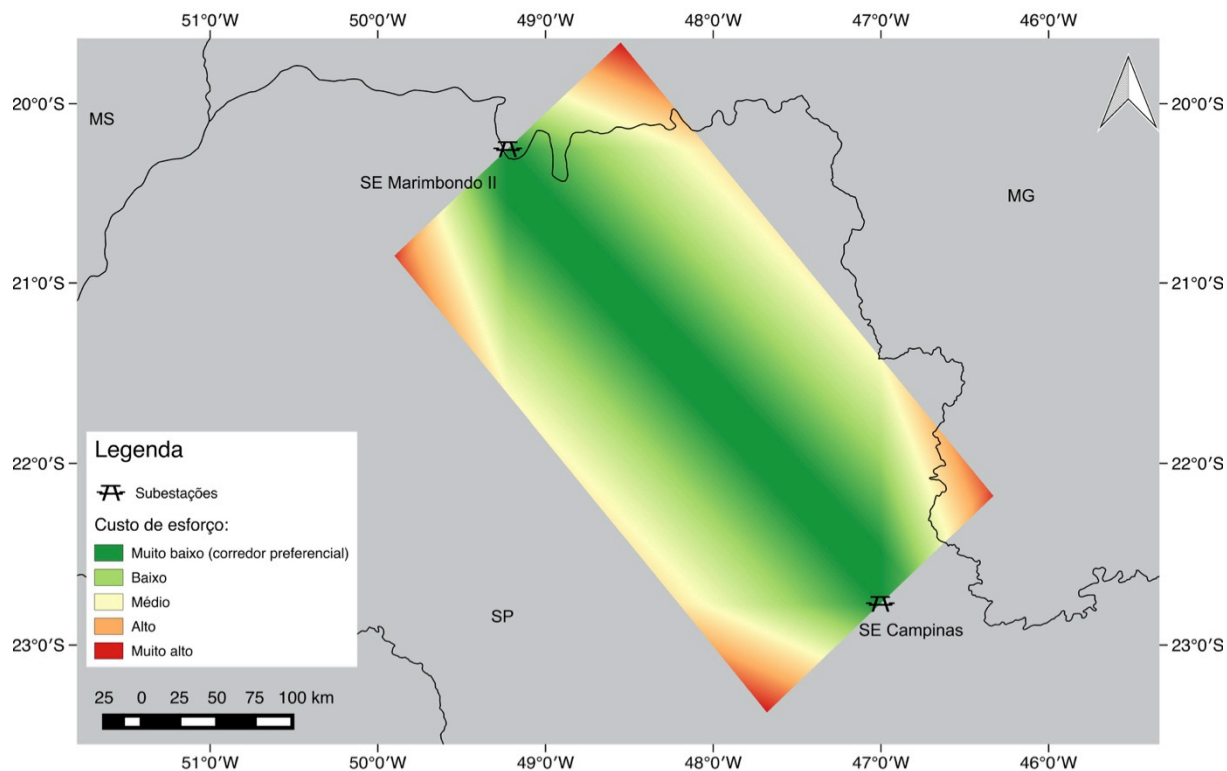 51°0'W 50°0'W 49°0'W 48°0'W 47°0'W 46°0'W
20°0'S 20°0'S
MS
SE Marimbondo II
MG
21°0'S 21°0'S
22°0'S 22°0'S
Legenda
Subestações
Custo de esforço:
Muito baixo (corredor preferencial)
Baixo
Médio
Alto
Muito alto
SP
SE Campinas
23°0'S 23°0'S
25 0 25 50 75 100 km
51°0'W 50°0'W 49°0'W 48°0'W 47°0'W 46°0'W